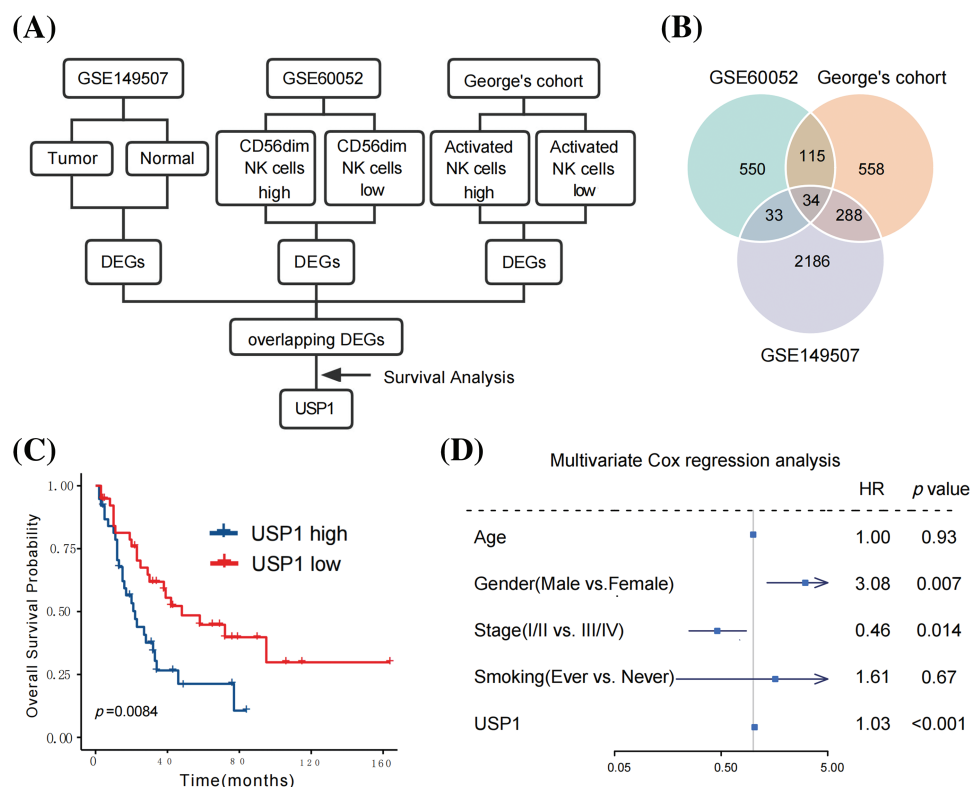 (A)
GSE149507
GSE60052
George's cohort
Tumor
Normal
CD56dim
NK cells
high
CD56dim
NK cells
low
Activated
NK cells
high
Activated
NK cells
low
DEGs
DEGs
DEGs
overlapping DEGs
Survival Analysis
USP1
(B)
GSE60052
George's cohort
550
115
558
34
33
288
2186
GSE149507
(C)
Overall Survival Probability
1.00
0.75
0.50
0.25
0.00
USP1 high
USP1 low
p=0.0084
0
40
80
120
160
Time(months)
(D)
Multivariate Cox regression analysis
HR p value
Age 1.00 0.93
Gender(Male vs.Female) 3.08 0.007
Stage(I/II vs. III/IV) 0.46 0.014
Smoking(Ever vs. Never) 1.61 0.67
USP1 1.03 <0.001
0.05 0.50 5.00